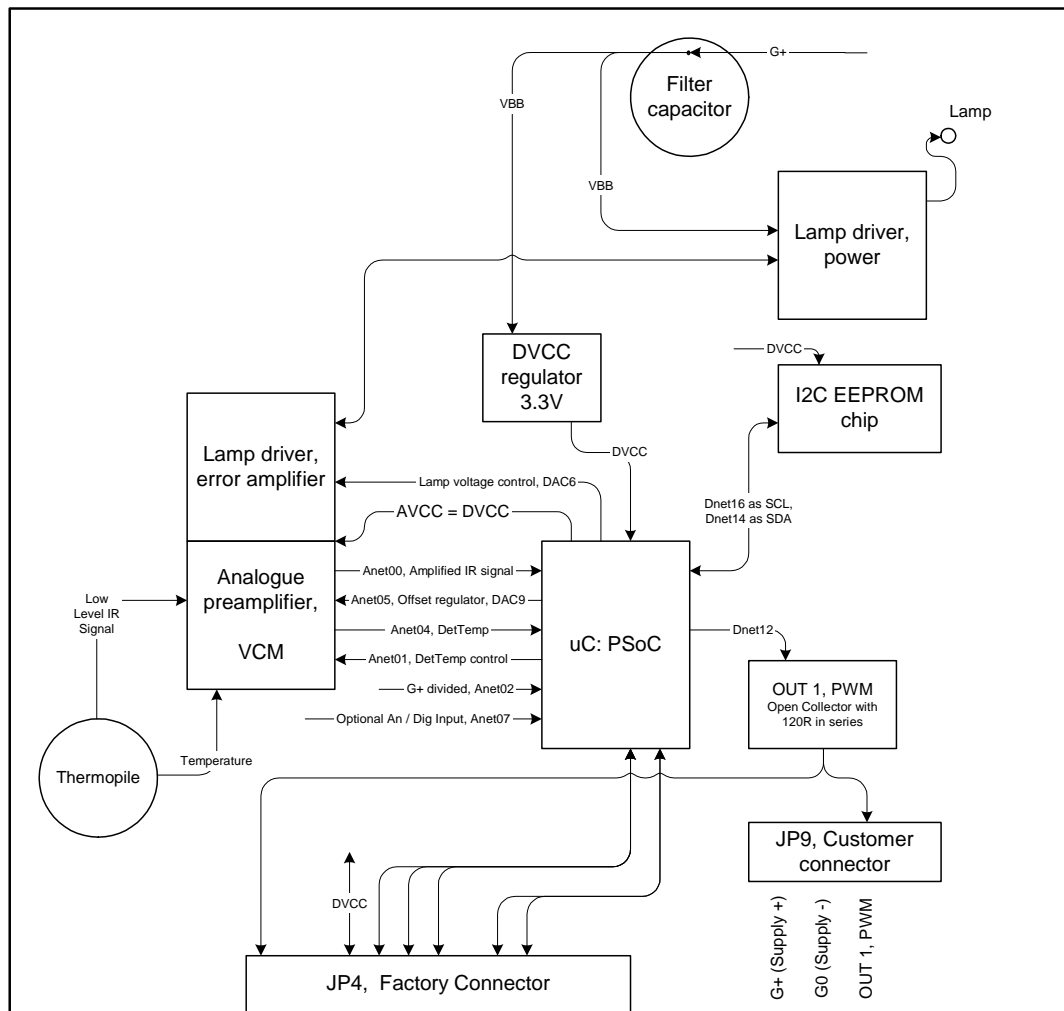 G+
Filter
capacitor
VBB
Lamp
VBB
Lamp driver,
power
DVCC
regulator
3.3V
DVCC
I2C EEPROM
chip
Lamp driver,
error amplifier
DVCC
Lamp voltage control, DAC6
Dnet16 as SCL,
Dnet14 as SDA
AVCC = DVCC
Analogue
preamplifier,
VCM
Anet00, Amplified IR signal
Anet05, Offset regulator, DAC9
Anet04, DetTemp
Anet01, DetTemp control
G+ divided, Anet02
Optional An / Dig Input, Anet07
uC: PSoC
Low
Level IR
Signal
Dnet12
OUT 1, PWM
Open Collector with
120R in series
Temperature
Thermopile
JP9, Customer
connector
DVCC
G+ (Supply +)
G0 (Supply -)
OUT 1, PWM
JP4, Factory Connector